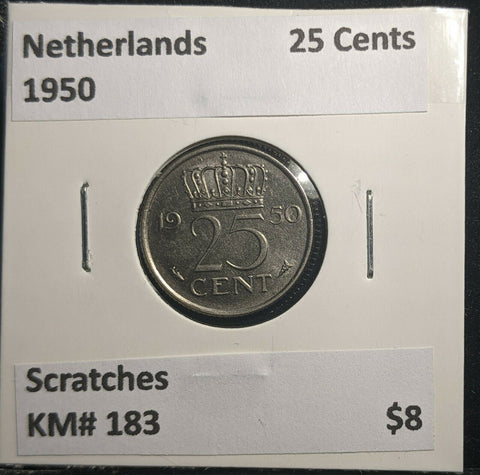 Netherlands 25 Cents
1950
19 50
25
CENT
Scratches
KM# 183 $8